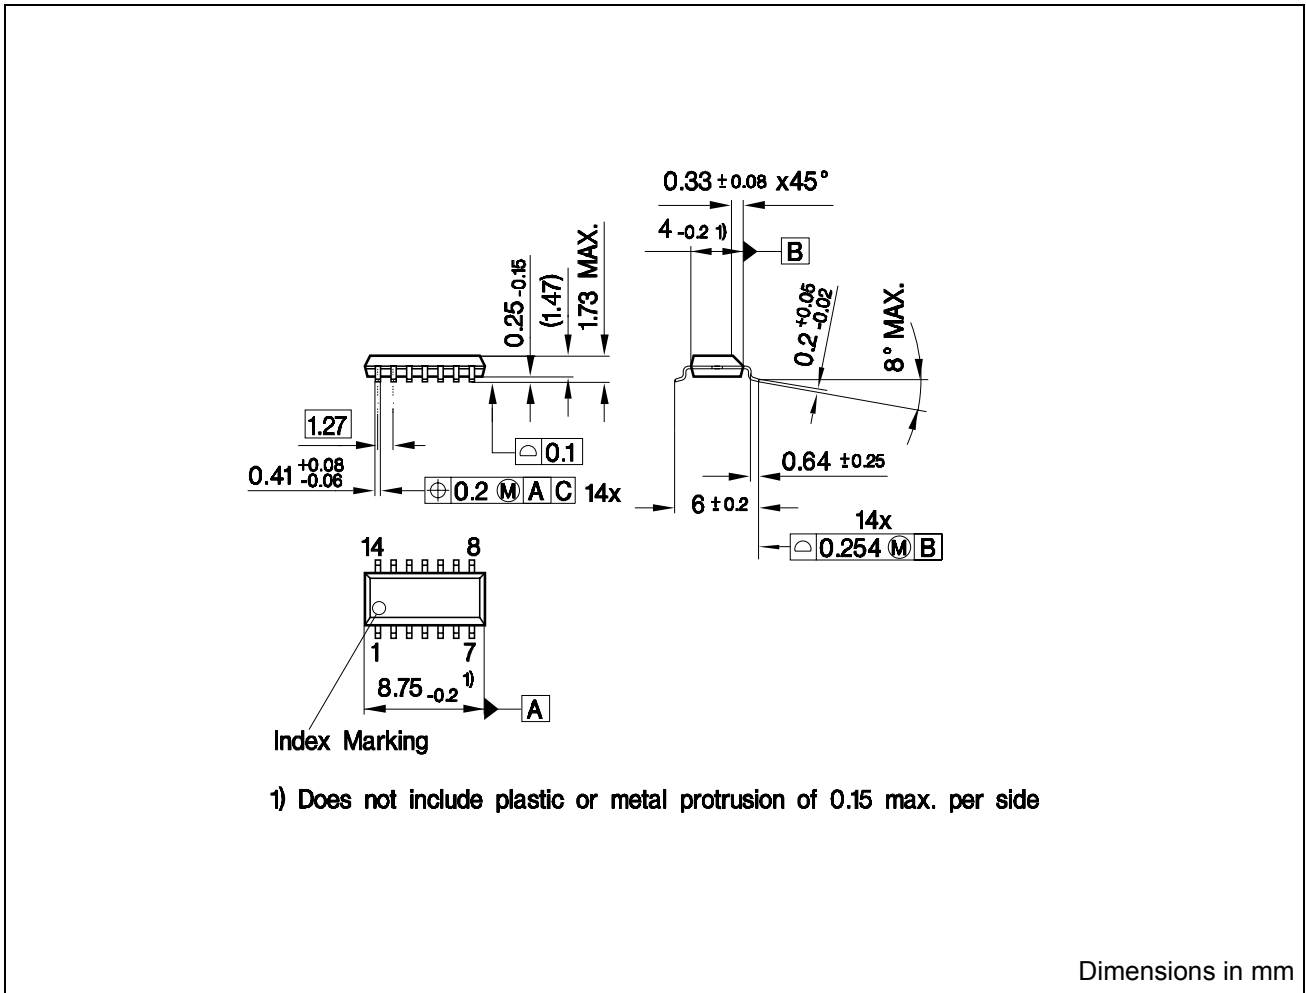 0.33 ±0.08 x45°
4 -0.2 1)
B
0.25 -0.15
(1.47)
1.73 MAX.
0.2 +0.05 -0.02
8° MAX.
1.27
⌓ 0.1
0.41 +0.08 -0.06
⌖ 0.2 Ⓜ A C 14x
0.64 ±0.25
6 ±0.2
14x
⌓ 0.254 Ⓜ B
14 8
1 7
8.75 -0.2 1)
A
Index Marking
1) Does not include plastic or metal protrusion of 0.15 max. per side
Dimensions in mm